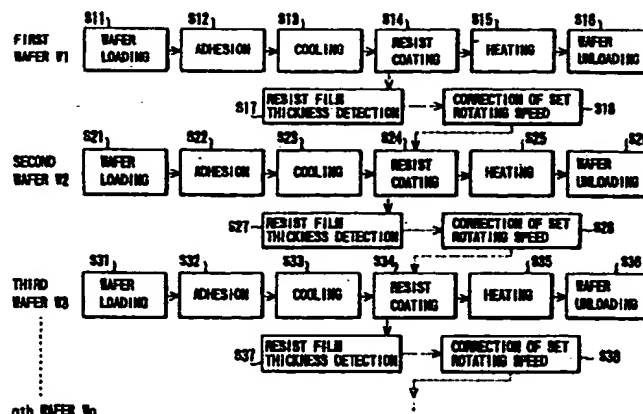 S11 S12 S13 S14 S15 S16
FIRST WAFER W1
WAFER LOADING
ADHESION
COOLING
RESIST COATING
HEATING
WAFER UNLOADING
S17
RESIST FILM THICKNESS DETECTION
CORRECTION OF SET ROTATING SPEED
S18
S21 S22 S23 S24 S25
SECOND WAFER W2
WAFER LOADING
ADHESION
COOLING
RESIST COATING
HEATING
WAFER UNLOADING
S27
RESIST FILM THICKNESS DETECTION
CORRECTION OF SET ROTATING SPEED
S28
S31 S32 S33 S34 S35 S36
THIRD WAFER W3
WAFER LOADING
ADHESION
COOLING
RESIST COATING
HEATING
WAFER UNLOADING
S37
RESIST FILM THICKNESS DETECTION
CORRECTION OF SET ROTATING SPEED
S38
nth WAFER Wn